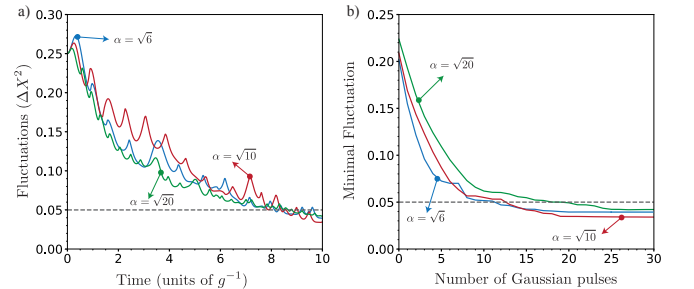 a)
Fluctuations (ΔX²)
0.30
0.25
0.20
0.15
0.10
0.05
0.00
α = √6
α = √10
α = √20
0 2 4 6 8 10
Time (units of g⁻¹)
b)
Minimal Fluctuation
0.25
0.20
0.15
0.10
0.05
0.00
α = √20
α = √6
α = √10
0 5 10 15 20 25 30
Number of Gaussian pulses